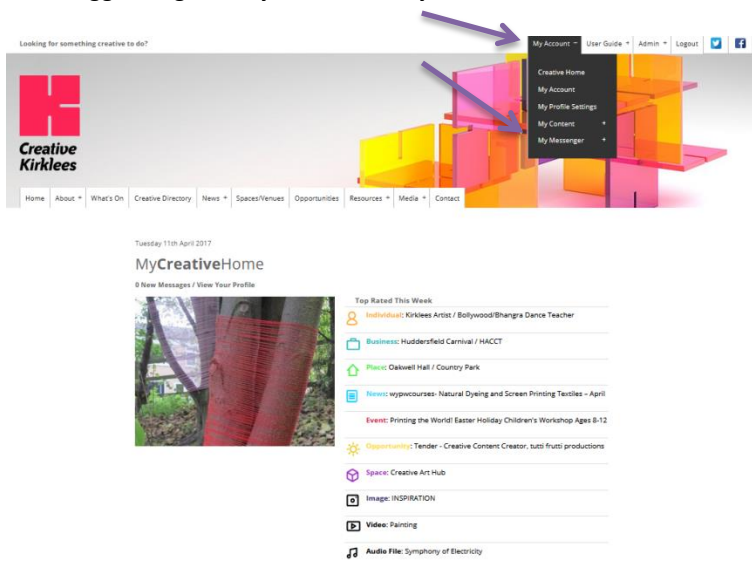 Looking for something creative to do?
My Account
User Guide
Admin
Logout
Creative Home
My Account
My Profile Settings
My Content +
My Messenger +
Creative
Kirklees
Home
About
What's On
Creative Directory
News
Spaces/Venues
Opportunities
Resources
Media
Contact
Tuesday 11th April 2017
MyCreativeHome
0 New Messages / View Your Profile
Top Rated This Week
Individual: Kirklees Artist / Bollywood/Bhangra Dance Teacher
Business: Huddersfield Carnival / HACCT
Place: Oakwell Hall / Country Park
News: wypwcourses- Natural Dyeing and Screen Printing Textiles – April
Event: Printing the World! Easter Holiday Children's Workshop Ages 8-12
Opportunity: Tender - Creative Content Creator, tutti frutti productions
Space: Creative Art Hub
Image: INSPIRATION
Video: Painting
Audio File: Symphony of Electricity